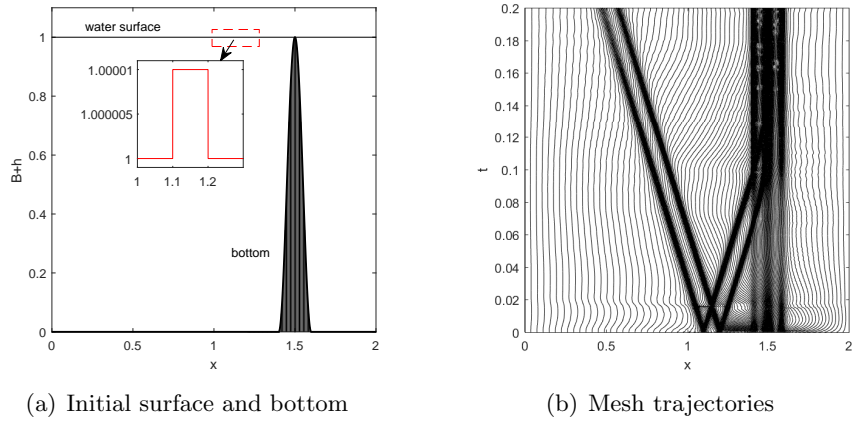 water surface
1.00001
1.000005
1
1 1.1 1.2
bottom
B+h
1
0.8
0.6
0.4
0.2
0
0 0.5 1 1.5 2
x
(a) Initial surface and bottom
t
0.2
0.18
0.16
0.14
0.12
0.1
0.08
0.06
0.04
0.02
0
0 0.5 1 1.5 2
x
(b) Mesh trajectories